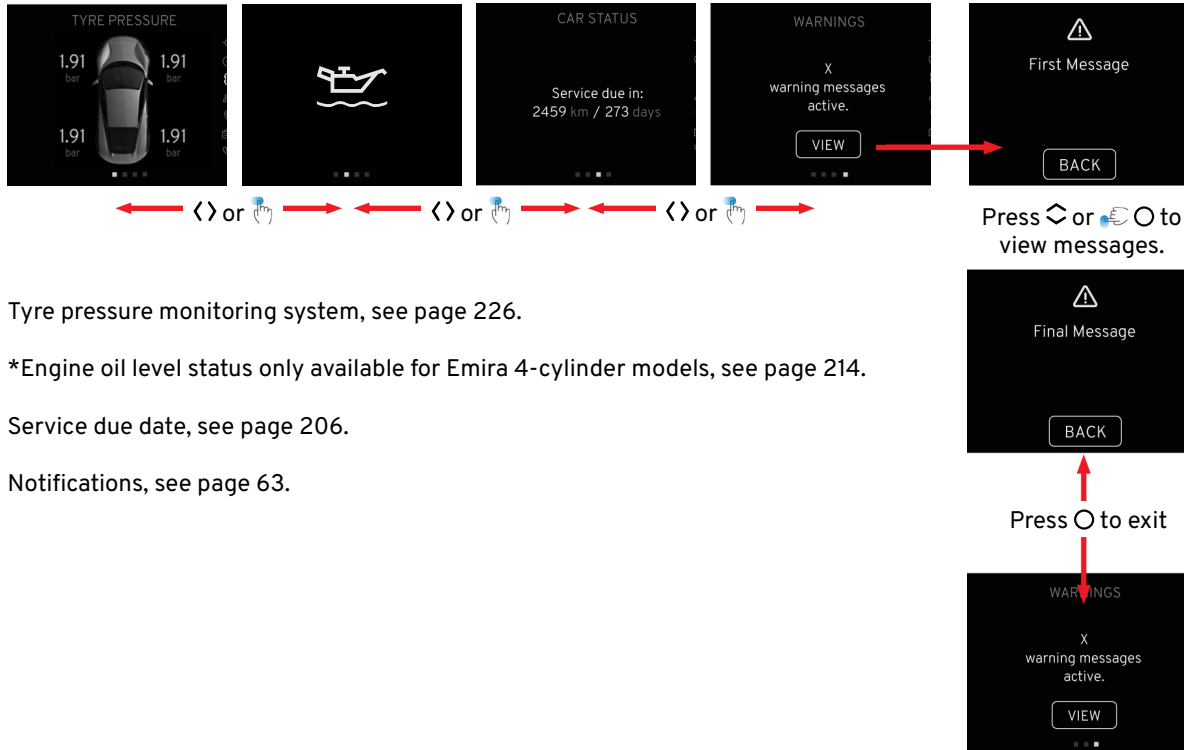 TYRE PRESSURE
1.91 1.91
bar bar
1.91 1.91
bar bar
CAR STATUS
Service due in:
2459 km / 273 days
WARNINGS
X
warning messages
active.
VIEW
First Message
BACK
or
or
or
Press or to
view messages.
Final Message
BACK
Press to exit
WARNINGS
X
warning messages
active.
VIEW
Tyre pressure monitoring system, see page 226.
*Engine oil level status only available for Emira 4-cylinder models, see page 214.
Service due date, see page 206.
Notifications, see page 63.